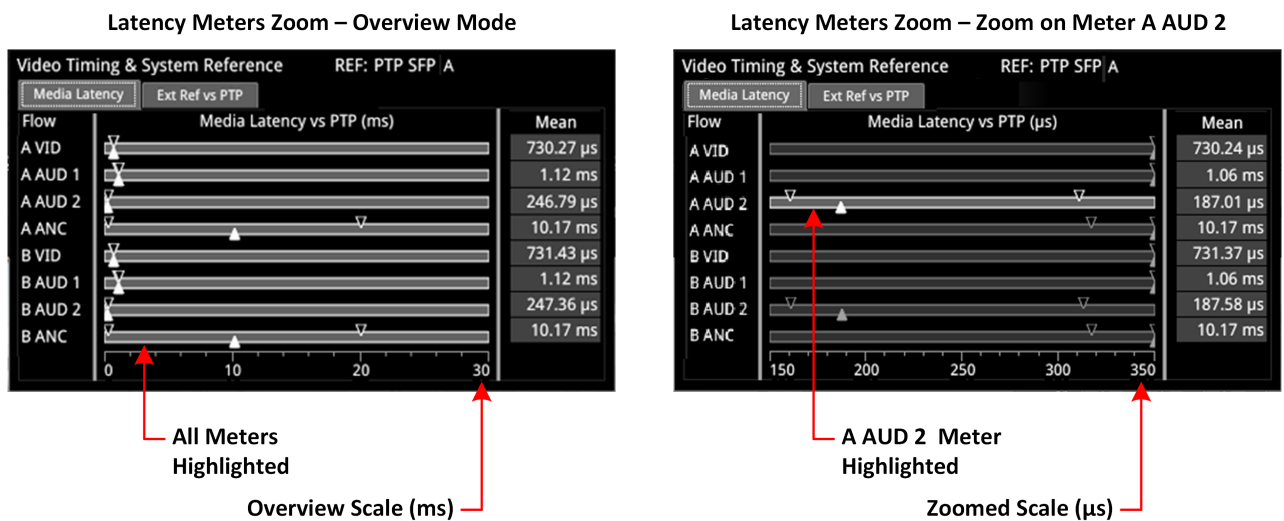 Latency Meters Zoom – Overview Mode
Video Timing & System Reference REF: PTP SFP A
Media Latency Ext Ref vs PTP
Flow Media Latency vs PTP (ms) Mean
A VID 730.27 µs
A AUD 1 1.12 ms
A AUD 2 246.79 µs
A ANC 10.17 ms
B VID 731.43 µs
B AUD 1 1.12 ms
B AUD 2 247.36 µs
B ANC 10.17 ms
0 10 20 30
All Meters
Highlighted
Overview Scale (ms)
Latency Meters Zoom – Zoom on Meter A AUD 2
Video Timing & System Reference REF: PTP SFP A
Media Latency Ext Ref vs PTP
Flow Media Latency vs PTP (µs) Mean
A VID 730.24 µs
A AUD 1 1.06 ms
A AUD 2 187.01 µs
A ANC 10.17 ms
B VID 731.37 µs
B AUD 1 1.06 ms
B AUD 2 187.58 µs
B ANC 10.17 ms
150 200 250 300 350
A AUD 2 Meter
Highlighted
Zoomed Scale (µs)